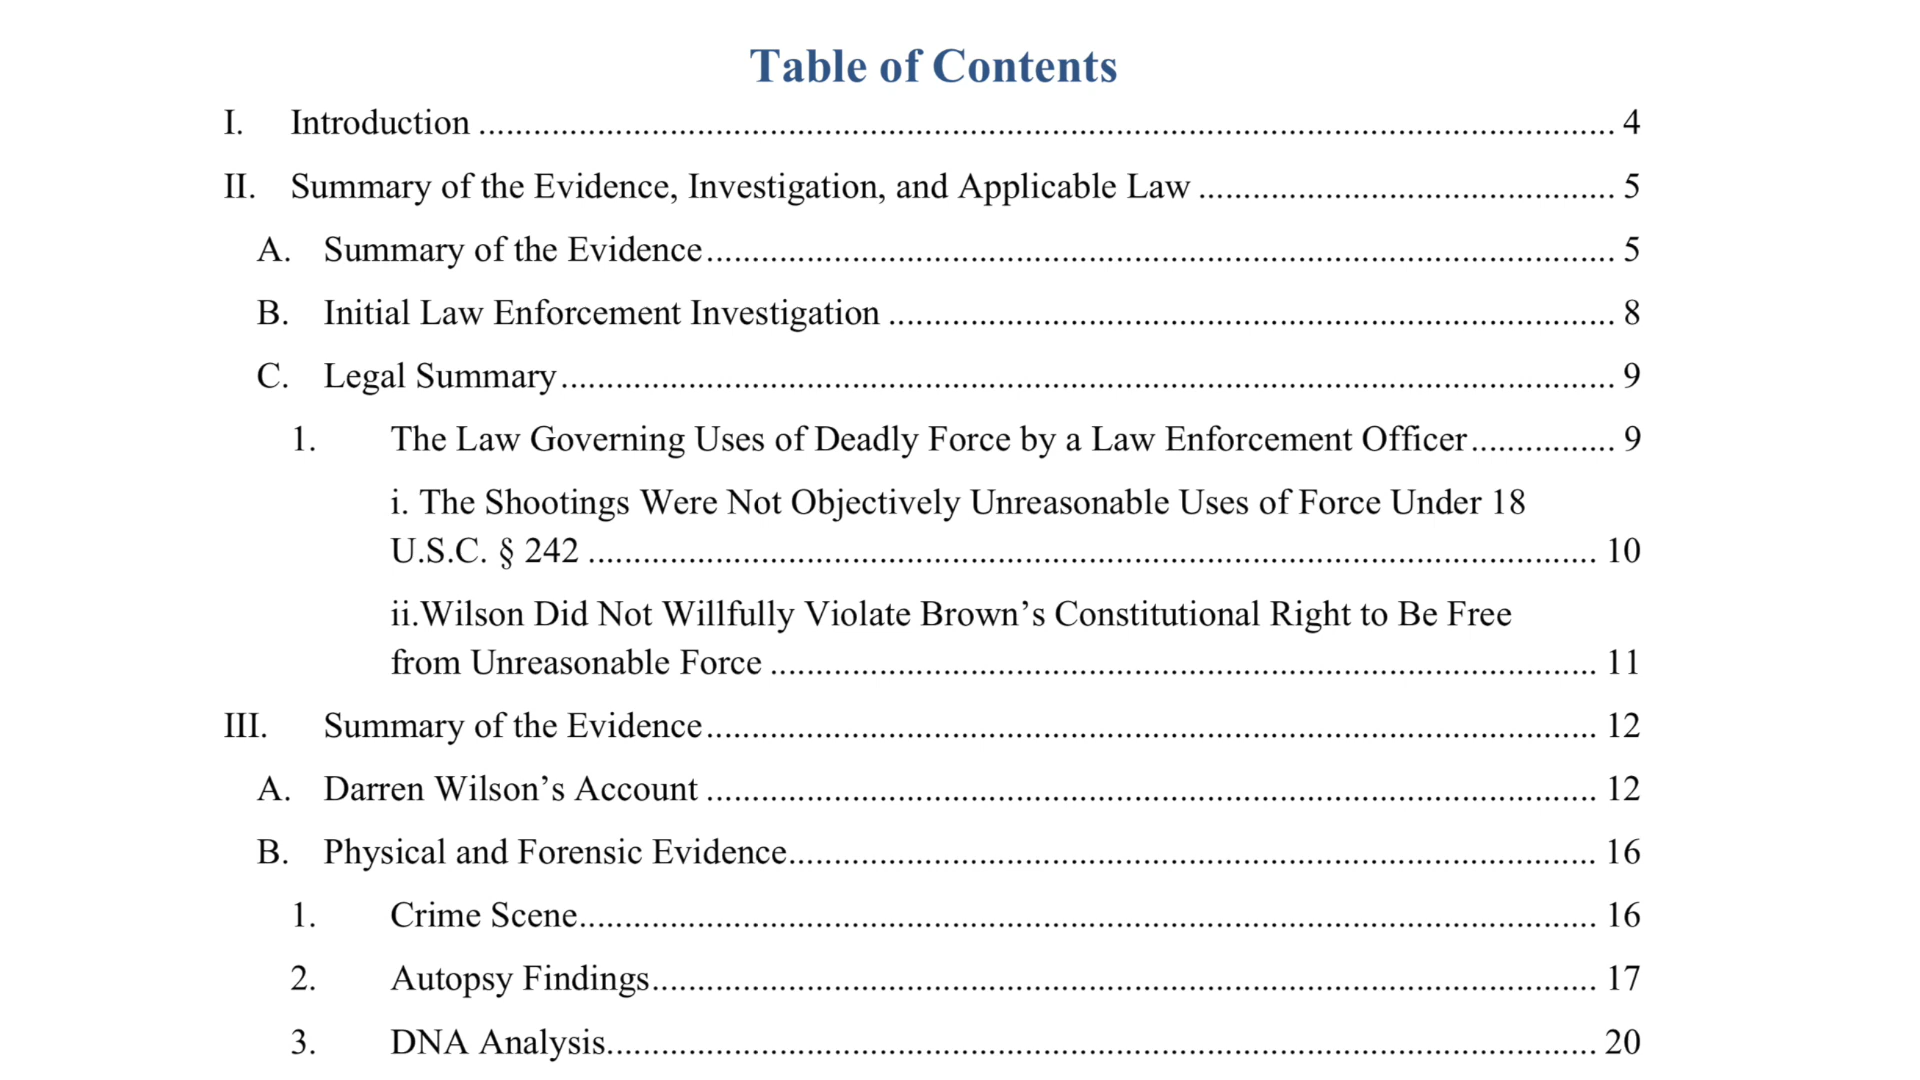 Table of Contents
I. Introduction ........................................................................................................................... 4
II. Summary of the Evidence, Investigation, and Applicable Law ............................................. 5
A. Summary of the Evidence.................................................................................................... 5
B. Initial Law Enforcement Investigation ................................................................................ 8
C. Legal Summary.................................................................................................................... 9
1. The Law Governing Uses of Deadly Force by a Law Enforcement Officer................ 9
i. The Shootings Were Not Objectively Unreasonable Uses of Force Under 18
U.S.C. § 242 ............................................................................................................... 10
ii.Wilson Did Not Willfully Violate Brown’s Constitutional Right to Be Free
from Unreasonable Force ........................................................................................... 11
III. Summary of the Evidence.................................................................................................. 12
A. Darren Wilson’s Account .................................................................................................. 12
B. Physical and Forensic Evidence......................................................................................... 16
1. Crime Scene................................................................................................................ 16
2. Autopsy Findings........................................................................................................ 17
3. DNA Analysis............................................................................................................. 20